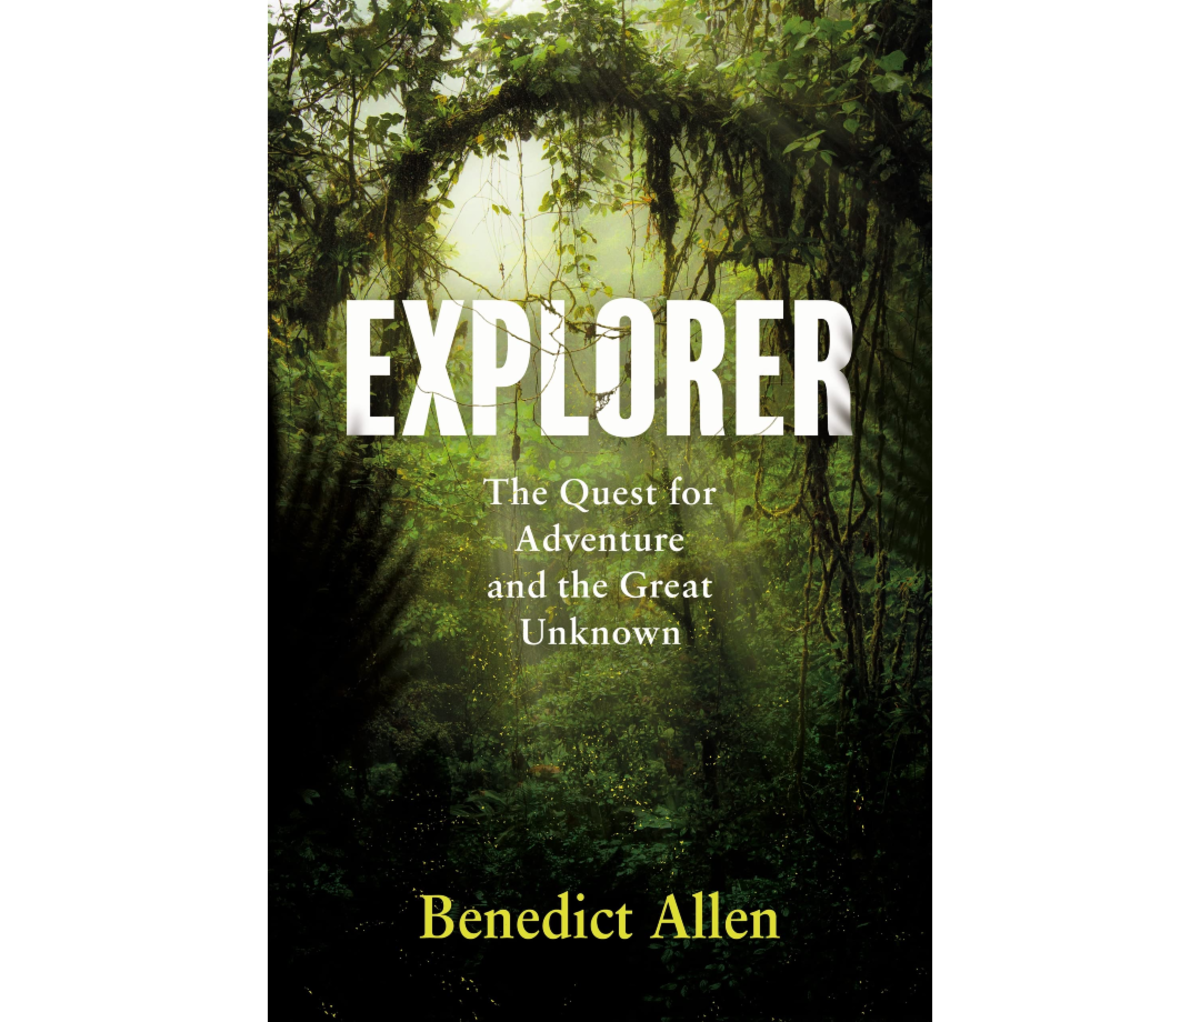 EXPLORER
The Quest for
Adventure
and the Great
Unknown
Benedict Allen